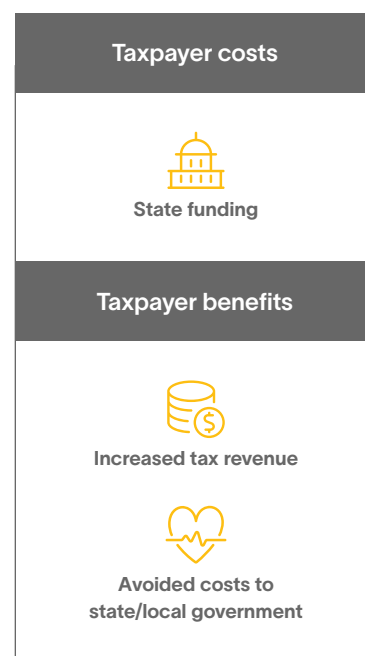 Taxpayer costs
State funding
Taxpayer benefits
$
Increased tax revenue
Avoided costs to
state/local government